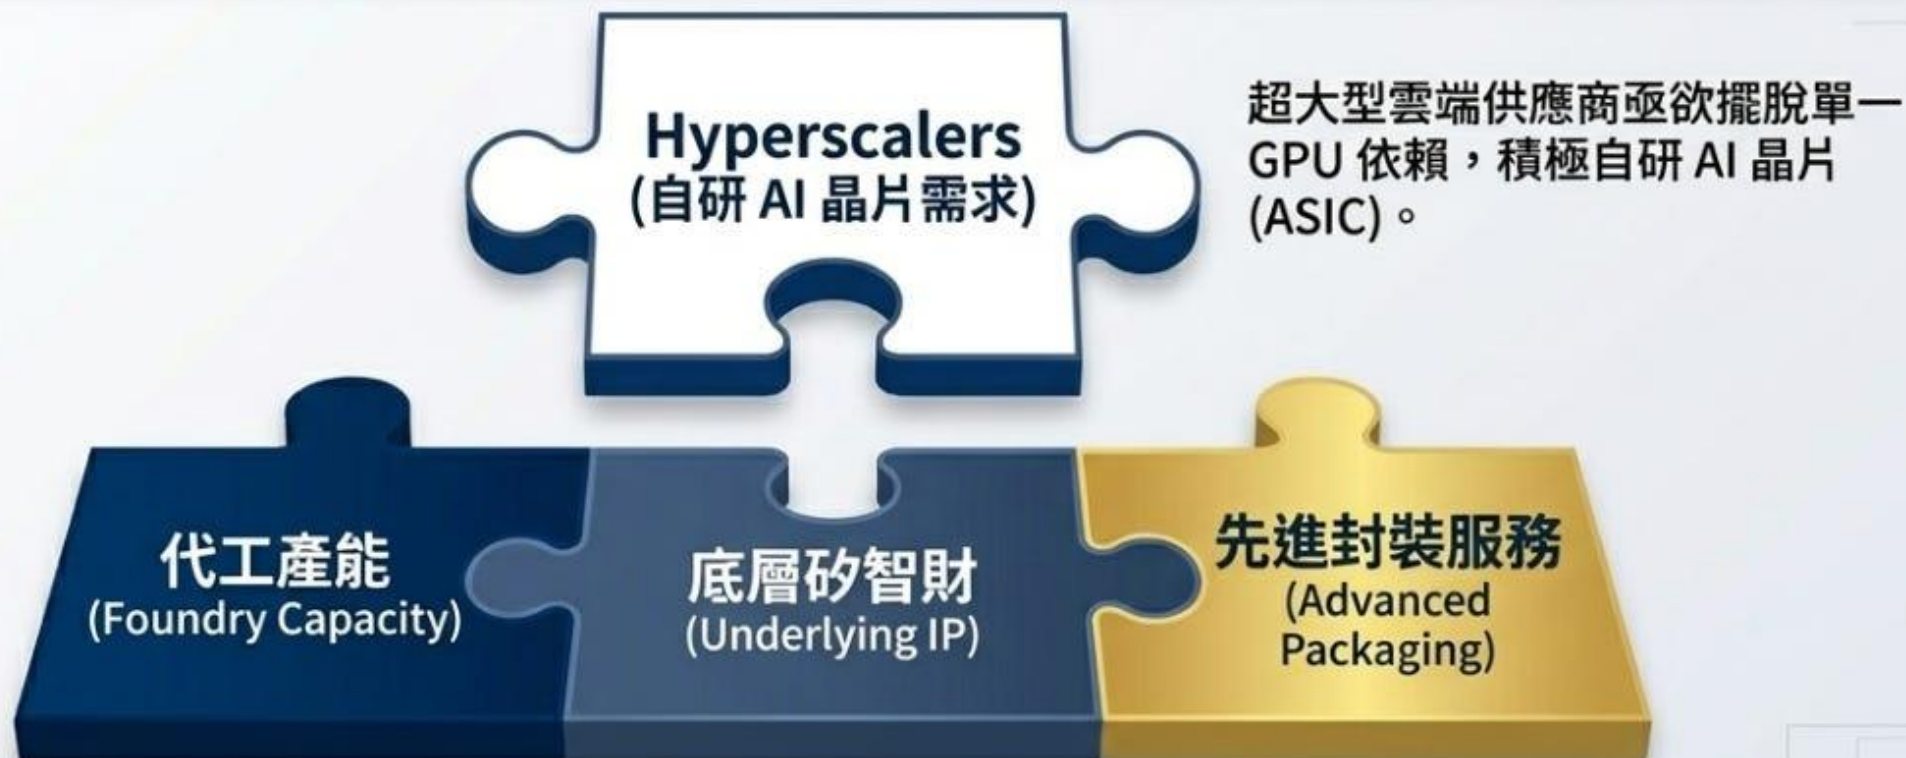 Hyperscalers
(自研 AI 晶片需求)
超大型雲端供應商亟欲擺脫單一
GPU 依賴，積極自研 AI 晶片
(ASIC)。
代工產能
(Foundry Capacity)
底層矽智財
(Underlying IP)
先進封裝服務
(Advanced
Packaging)